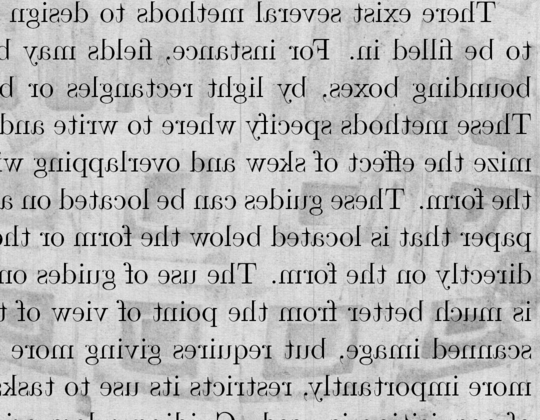 There exist several methods to design
to be filled in. For instance, fields may
bounding boxes, by light rectangles or
These methods specify where to write and
mize the effect of skew and overlapping
the form. These guides can be located on a
paper that is located below the form or the
directly on the form. The use of guides on
is much better from the point of view of
scanned image, but requires giving more
more importantly, restricts its use to tasks